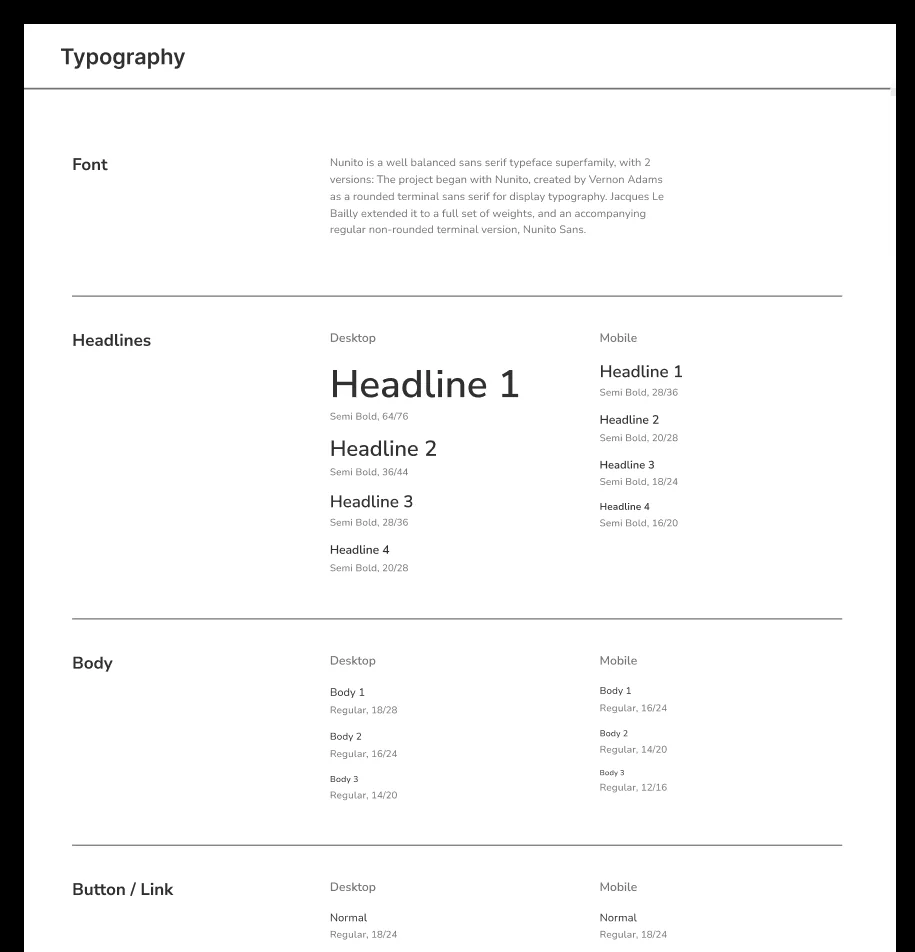 Typography
Font
Nunito is a well balanced sans serif typeface superfamily, with 2
versions: The project began with Nunito, created by Vernon Adams
as a rounded terminal sans serif for display typography. Jacques Le
Bailly extended it to a full set of weights, and an accompanying
regular non-rounded terminal version, Nunito Sans.
Headlines
Desktop
Headline 1
Semi Bold, 64/76
Headline 2
Semi Bold, 36/44
Headline 3
Semi Bold, 28/36
Headline 4
Semi Bold, 20/28
Mobile
Headline 1
Semi Bold, 28/36
Headline 2
Semi Bold, 20/28
Headline 3
Semi Bold, 18/24
Headline 4
Semi Bold, 16/20
Body
Desktop
Body 1
Regular, 18/28
Body 2
Regular, 16/24
Body 3
Regular, 14/20
Mobile
Body 1
Regular, 16/24
Body 2
Regular, 14/20
Body 3
Regular, 12/16
Button / Link
Desktop
Normal
Regular, 18/24
Mobile
Normal
Regular, 18/24